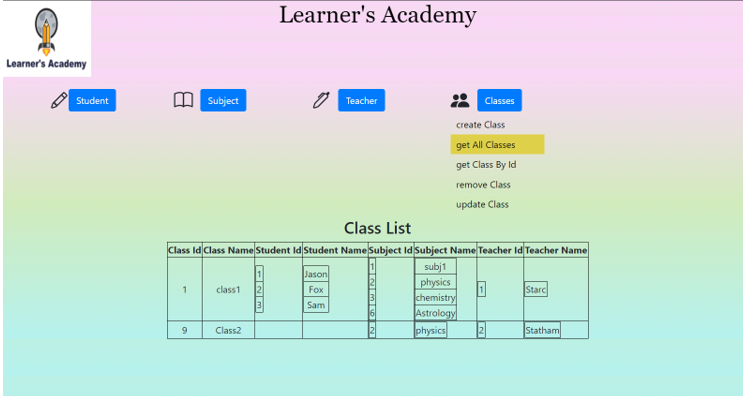 Learner's Academy
Learner's Academy
Student
Subject
Teacher
Classes
create Class
get All Classes
get Class By Id
remove Class
update Class
Class List
Class Id Class Name Student Id Student Name Subject Id Subject Name Teacher Id Teacher Name
1 class1 1 2 3 Jason Fox Sam 1 2 3 6 subj1 physics chemistry Astrology 1 Starc
9 Class2 2 physics 2 Statham